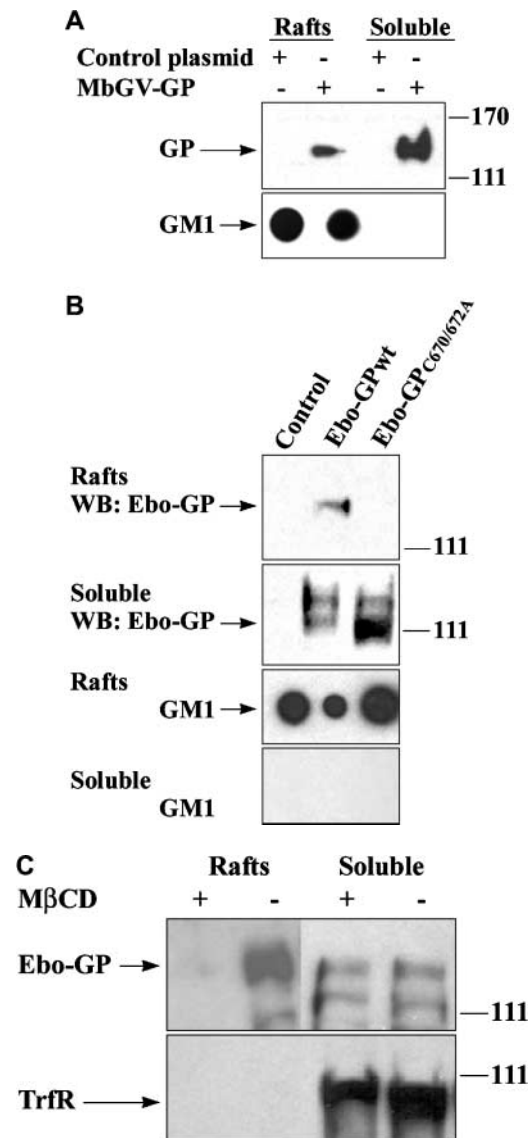 A
Rafts Soluble
Control plasmid + - + -
MbGV-GP - + - +
GP 170
111
GM1
B
Control Ebo-GPwt Ebo-GPC670/672A
Rafts
WB: Ebo-GP
111
Soluble
WB: Ebo-GP 111
Rafts
GM1
Soluble
GM1
C
Rafts Soluble
MβCD + - + -
Ebo-GP
111
111
TrfR